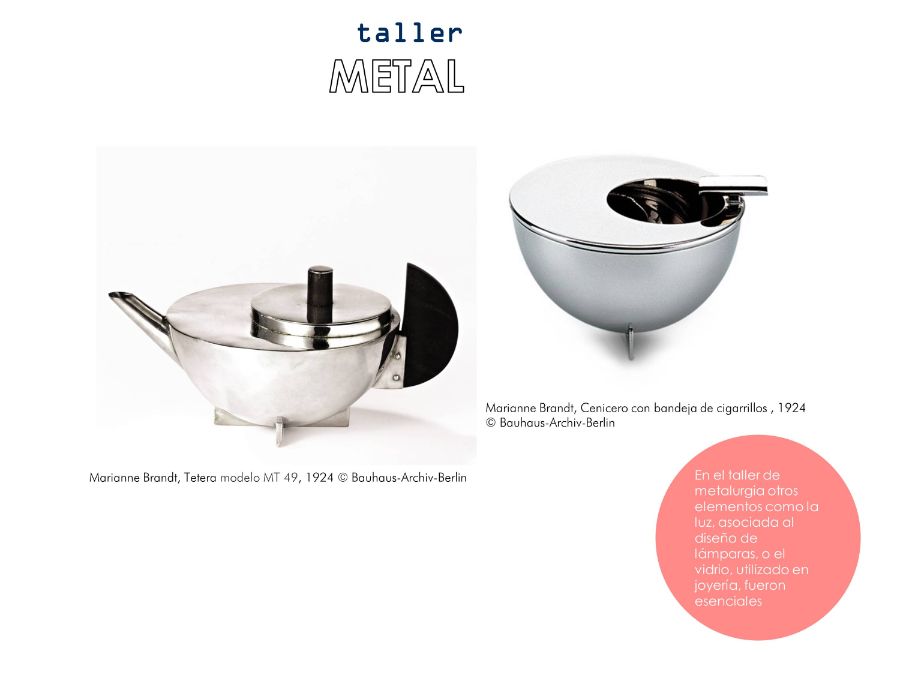 taller
METAL
Marianne Brandt, Cenicero con bandeja de cigarrillos , 1924
© Bauhaus-Archiv-Berlin
Marianne Brandt, Tetera modelo MT 49, 1924 © Bauhaus-Archiv-Berlin
En el taller de
metalurgia otros
elementos como la
luz, asociada al
diseño de
lámparas, o el
vidrio, utilizado en
joyería, fueron
esenciales